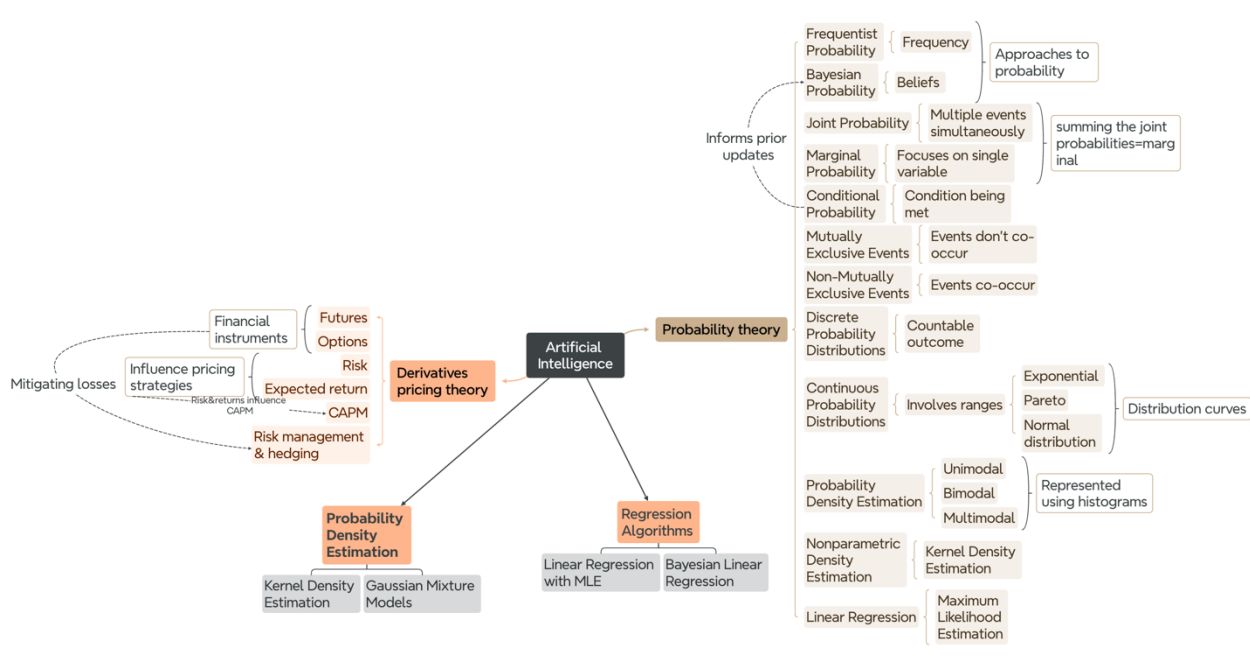 Frequentist
Probability
Frequency
Approaches to
probability
Bayesian
Probability
Beliefs
Informs prior
updates
Joint Probability
Multiple events
simultaneously
summing the joint
probabilities=marg
inal
Marginal
Probability
Focuses on single
variable
Conditional
Probability
Condition being
met
Mutually
Exclusive Events
Events don't co-
occur
Non-Mutually
Exclusive Events
Events co-occur
Discrete
Probability
Distributions
Countable
outcome
Continuous
Probability
Distributions
Involves ranges
Exponential
Pareto
Normal
distribution
Distribution curves
Probability
Density Estimation
Unimodal
Bimodal
Multimodal
Represented
using histograms
Nonparametric
Density
Estimation
Kernel Density
Estimation
Linear Regression
Maximum
Likelihood
Estimation
Probability theory
Artificial
Intelligence
Derivatives
pricing theory
Futures
Options
Financial
instruments
Risk
Expected return
Influence pricing
strategies
Mitigating losses
Risk&returns influence
CAPM
CAPM
Risk management
& hedging
Probability
Density
Estimation
Kernel Density
Estimation
Gaussian Mixture
Models
Regression
Algorithms
Linear Regression
with MLE
Bayesian Linear
Regression